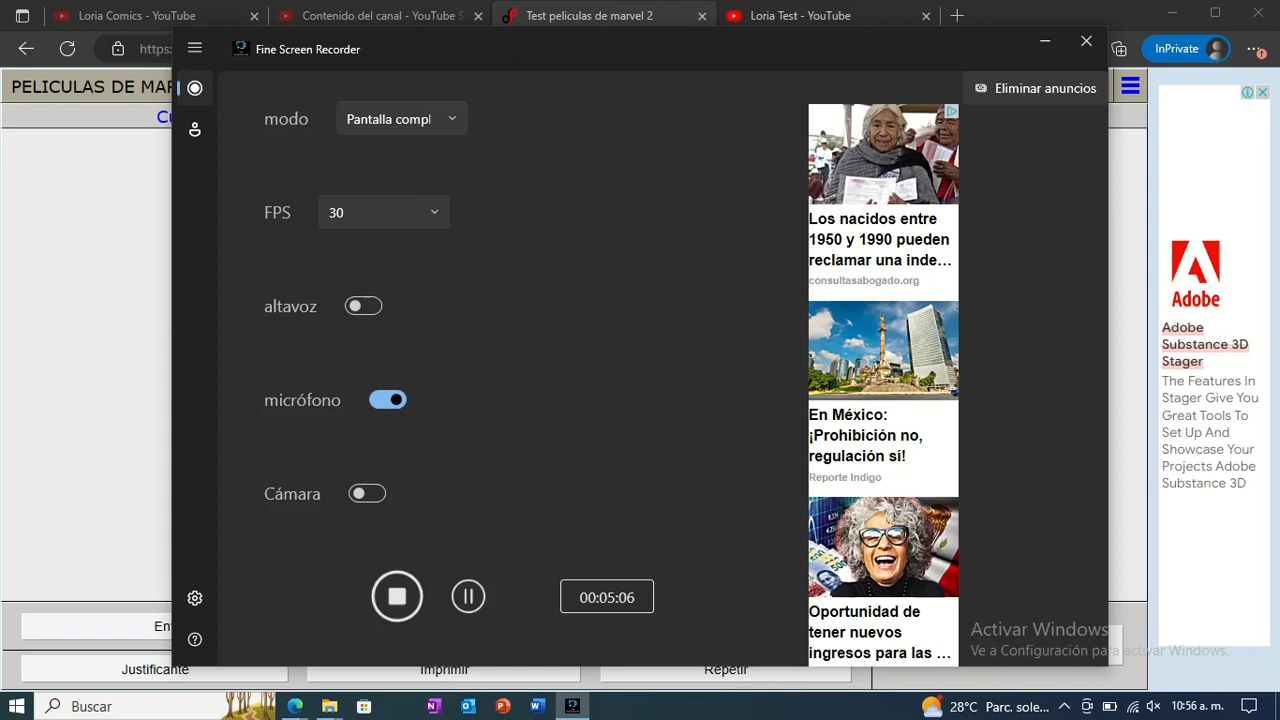 Loria Comics - YouTube
Contenido del canal - YouTube S
Test peliculas de marvel 2
Loria Test - YouTube
https:
InPrivate
Fine Screen Recorder
PELICULAS DE MAR
Cu
Eliminar anuncios
modo
Pantalla compl
FPS
30
altavoz
micrófono
Cámara
00:05:06
Los nacidos entre
1950 y 1990 pueden
reclamar una inde...
consultasabogado.org
En México:
¡Prohibición no,
regulación sí!
Reporte Indigo
Oportunidad de
tener nuevos
ingresos para las ...
Adobe
Adobe
Substance 3D
Stager
The Features In
Stager Give You
Great Tools To
Set Up And
Showcase Your
Projects Adobe
Substance 3D
Activar Windows
Ve a Configuración para activar Windows.
En
Justificante
Imprimir
Repetir
Buscar
28°C Parc. sole...
10:56 a. m.